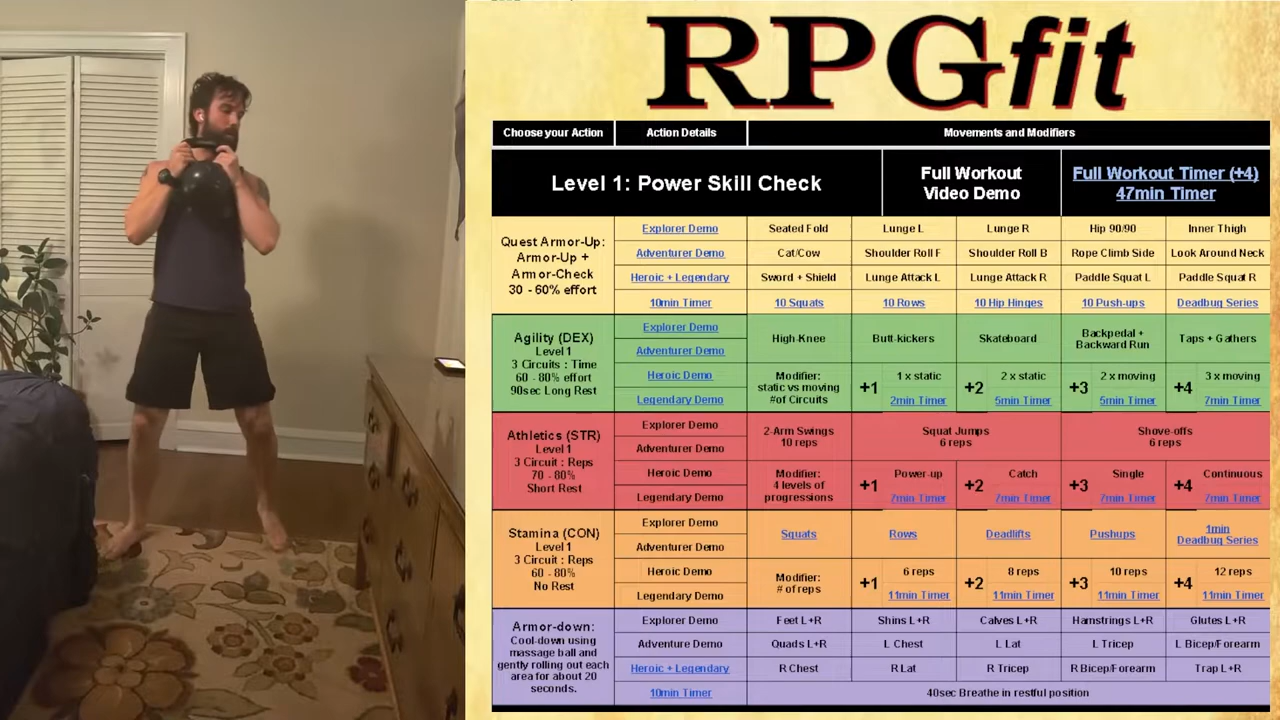 RPGfit
Choose your Action
Action Details
Movements and Modifiers
Level 1: Power Skill Check
Full Workout
Video Demo
Full Workout Timer (+4)
47min Timer
Quest Armor-Up:
Armor-Up +
Armor-Check
30 - 60% effort
Explorer Demo
Seated Fold
Lunge L
Lunge R
Hip 90/90
Inner Thigh
Adventurer Demo
Cat/Cow
Shoulder Roll F
Shoulder Roll B
Rope Climb Side
Look Around Neck
Heroic + Legendary
Sword + Shield
Lunge Attack L
Lunge Attack R
Paddle Squat L
Paddle Squat R
10min Timer
10 Squats
10 Rows
10 Hip Hinges
10 Push-ups
Deadbug Series
Agility (DEX)
Level 1
3 Circuits : Time
60 - 80% effort
90sec Long Rest
Explorer Demo
Adventurer Demo
High-Knee
Butt-kickers
Skateboard
Backpedal +
Backward Run
Taps + Gathers
Heroic Demo
Legendary Demo
Modifier:
static vs moving
#of Circuits
+1
1 x static
2min Timer
+2
2 x static
5min Timer
+3
2 x moving
5min Timer
+4
3 x moving
7min Timer
Athletics (STR)
Level 1
3 Circuit : Reps
70 - 80%
Short Rest
Explorer Demo
Adventurer Demo
2-Arm Swings
10 reps
Squat Jumps
6 reps
Shove-offs
6 reps
Heroic Demo
Legendary Demo
Modifier:
4 levels of
progressions
+1
Power-up
7min Timer
+2
Catch
7min Timer
+3
Single
7min Timer
+4
Continuous
7min Timer
Stamina (CON)
Level 1
3 Circuit : Reps
60 - 80%
No Rest
Explorer Demo
Adventurer Demo
Squats
Rows
Deadlifts
Pushups
1min
Deadbug Series
Heroic Demo
Legendary Demo
Modifier:
# of reps
+1
6 reps
11min Timer
+2
8 reps
11min Timer
+3
10 reps
11min Timer
+4
12 reps
11min Timer
Armor-down:
Cool-down using
massage ball and
gently rolling out each
area for about 20
seconds.
Explorer Demo
Feet L+R
Shins L+R
Calves L+R
Hamstrings L+R
Glutes L+R
Adventure Demo
Quads L+R
L Chest
L Lat
L Tricep
L Bicep/Forearm
Heroic + Legendary
R Chest
R Lat
R Tricep
R Bicep/Forearm
Trap L+R
10min Timer
40sec Breathe in restful position